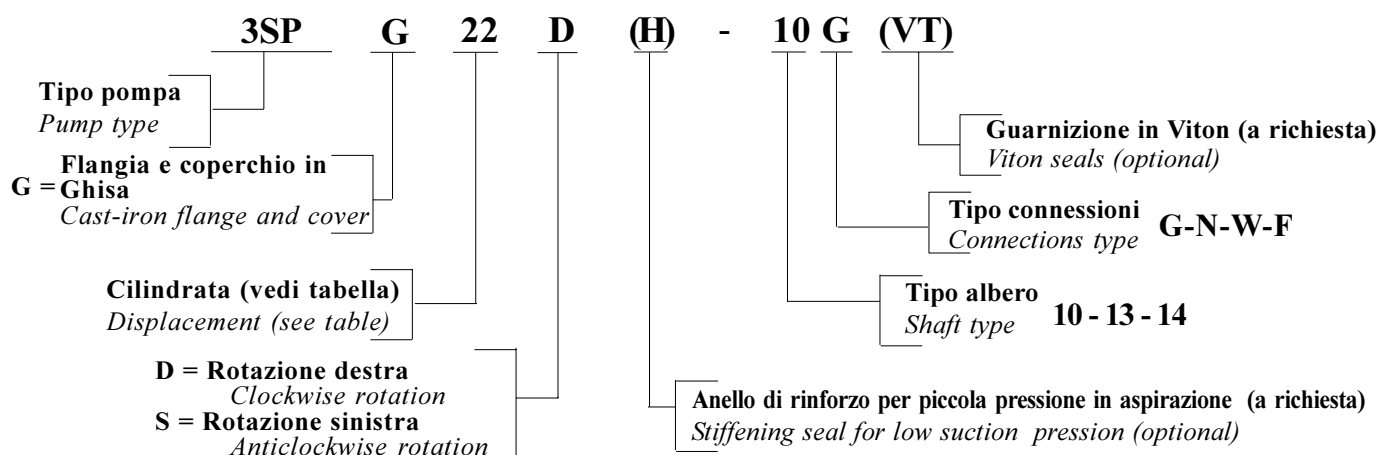 3SP G 22 D (H) - 10 G (VT)
Tipo pompa
Pump type
G = Flangia e coperchio in
Ghisa
Cast-iron flange and cover
Cilindrata (vedi tabella)
Displacement (see table)
D = Rotazione destra
Clockwise rotation
S = Rotazione sinistra
Anticlockwise rotation
Guarnizione in Viton (a richiesta)
Viton seals (optional)
Tipo connessioni
Connections type G-N-W-F
Tipo albero
Shaft type 10 - 13 - 14
Anello di rinforzo per piccola pressione in aspirazione (a richiesta)
Stiffening seal for low suction pression (optional)